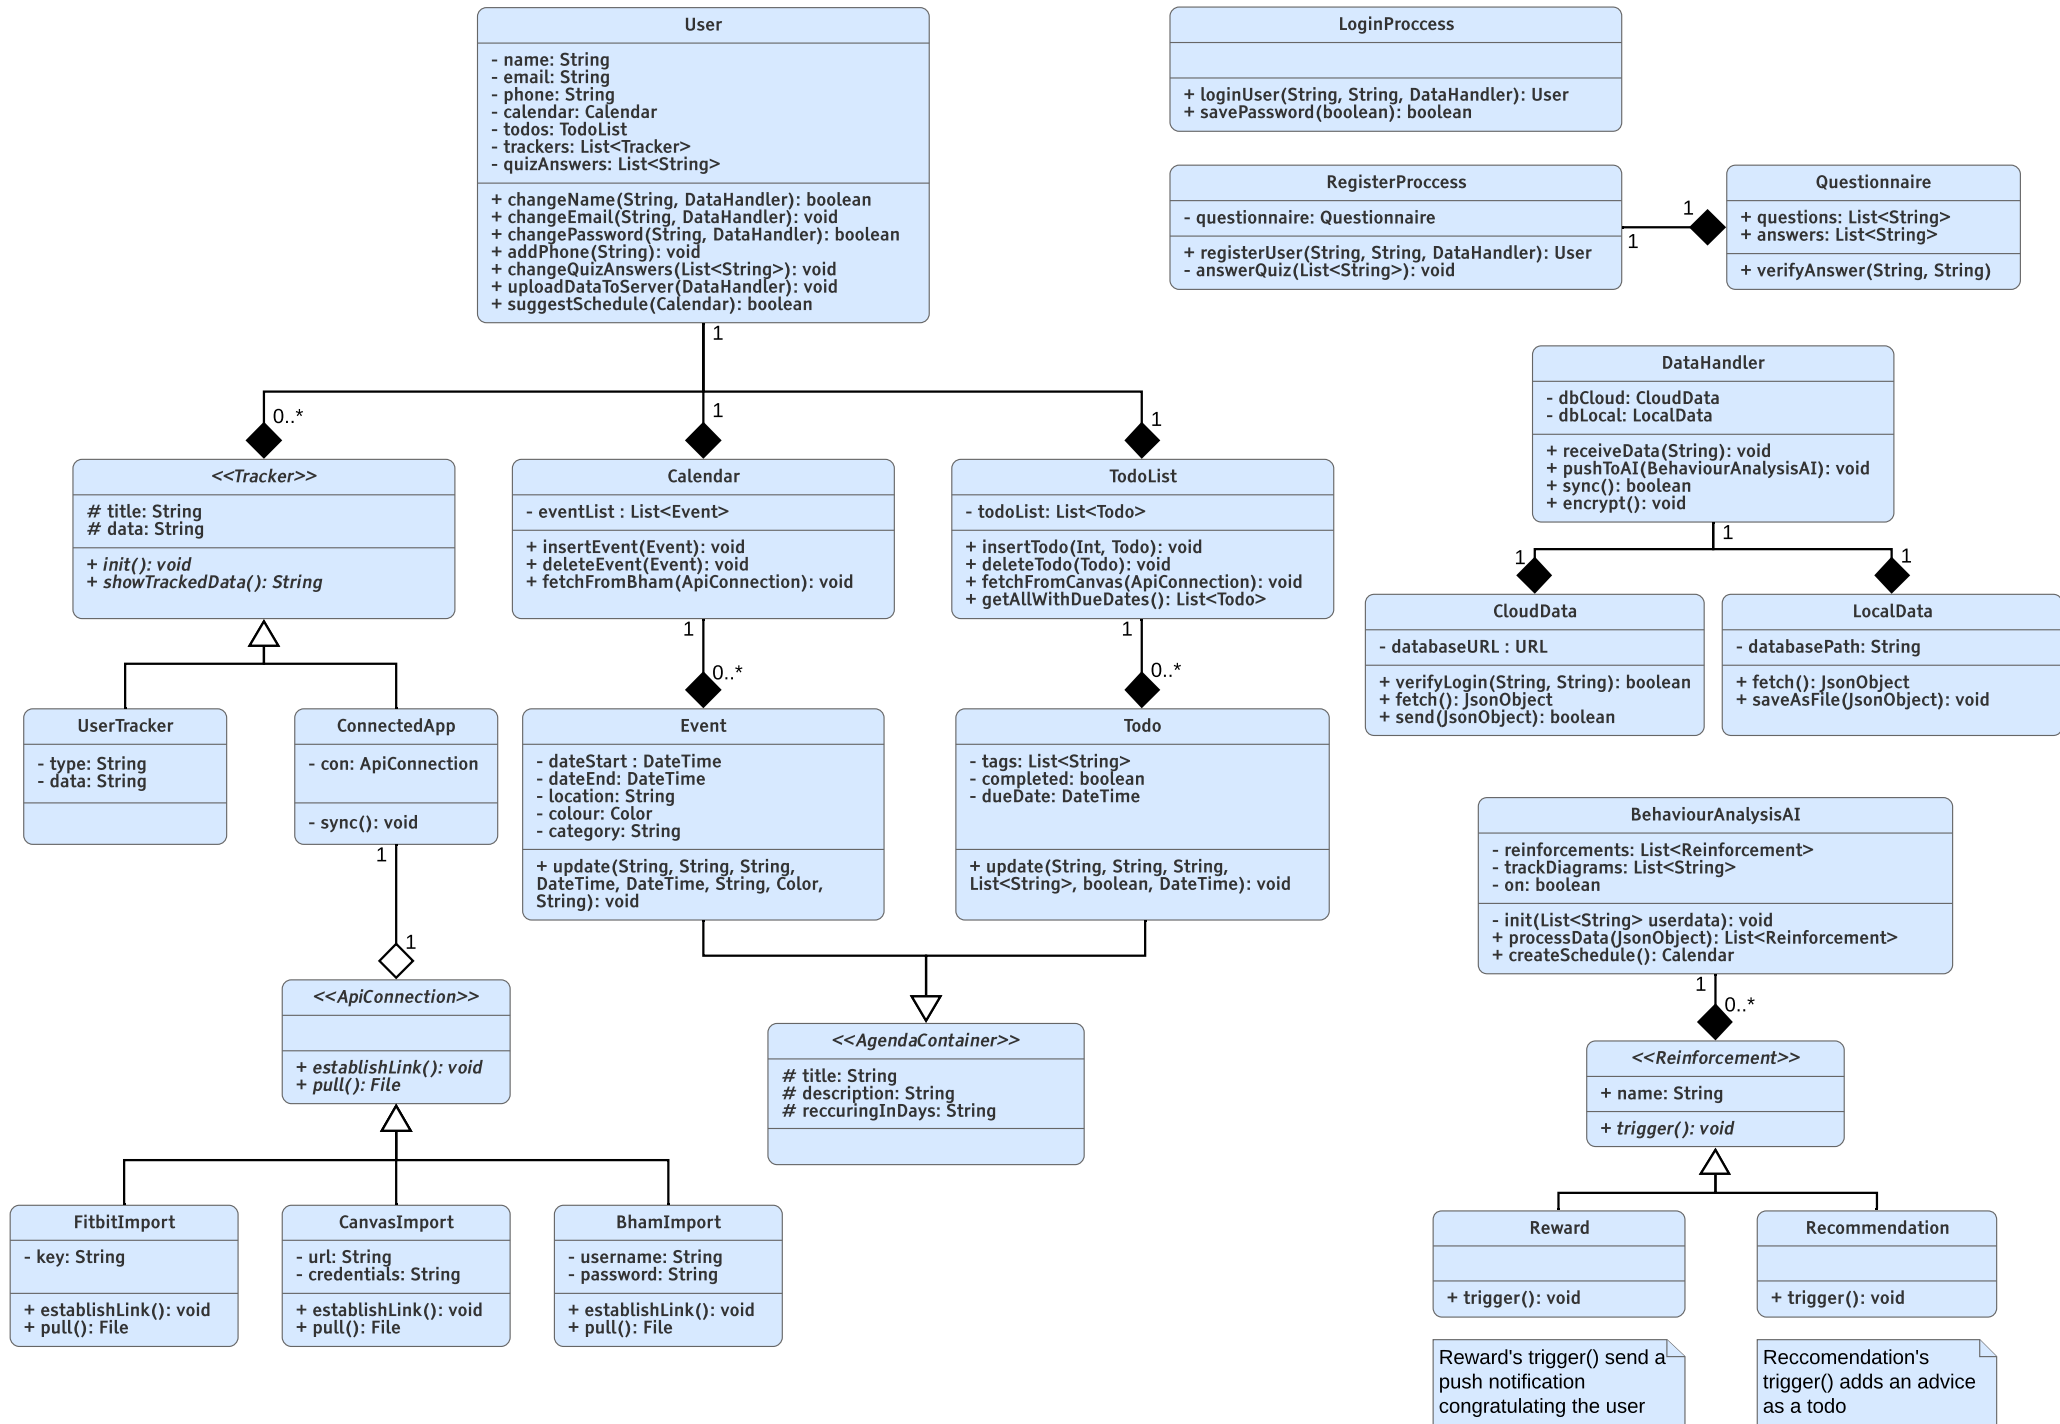 User
- name: String
- email: String
- phone: String
- calendar: Calendar
- todos: TodoList
- trackers: List<Tracker>
- quizAnswers: List<String>
+ changeName(String, DataHandler): boolean
+ changeEmail(String, DataHandler): void
+ changePassword(String, DataHandler): boolean
+ addPhone(String): void
+ changeQuizAnswers(List<String>): void
+ uploadDataToServer(DataHandler): void
+ suggestSchedule(Calendar): boolean
LoginProccess
+ loginUser(String, String, DataHandler): User
+ savePassword(boolean): boolean
RegisterProccess
- questionnaire: Questionnaire
+ registerUser(String, String, DataHandler): User
- answerQuiz(List<String>): void
1
1
Questionnaire
+ questions: List<String>
+ answers: List<String>
+ verifyAnswer(String, String)
1
0..*
1
1
<<Tracker>>
# title: String
# data: String
+ init(): void
+ showTrackedData(): String
Calendar
- eventList : List<Event>
+ insertEvent(Event): void
+ deleteEvent(Event): void
+ fetchFromBham(ApiConnection): void
TodoList
- todoList: List<Todo>
+ insertTodo(Int, Todo): void
+ deleteTodo(Todo): void
+ fetchFromCanvas(ApiConnection): void
+ getAllWithDueDates(): List<Todo>
DataHandler
- dbCloud: CloudData
- dbLocal: LocalData
+ receiveData(String): void
+ pushToAI(BehaviourAnalysisAI): void
+ sync(): boolean
+ encrypt(): void
1
1
1
CloudData
- databaseURL : URL
+ verifyLogin(String, String): boolean
+ fetch(): JsonObject
+ send(JsonObject): boolean
LocalData
- databasePath: String
+ fetch(): JsonObject
+ saveAsFile(JsonObject): void
1
0..*
1
0..*
UserTracker
- type: String
- data: String
ConnectedApp
- con: ApiConnection
- sync(): void
Event
- dateStart : DateTime
- dateEnd: DateTime
- location: String
- colour: Color
- category: String
+ update(String, String, String,
DateTime, DateTime, String, Color,
String): void
Todo
- tags: List<String>
- completed: boolean
- dueDate: DateTime
+ update(String, String, String,
List<String>, boolean, DateTime): void
BehaviourAnalysisAI
- reinforcements: List<Reinforcement>
- trackDiagrams: List<String>
- on: boolean
- init(List<String> userdata): void
+ processData(JsonObject): List<Reinforcement>
+ createSchedule(): Calendar
1
1
<<ApiConnection>>
+ establishLink(): void
+ pull(): File
<<AgendaContainer>>
# title: String
# description: String
# reccuringInDays: String
1
0..*
<<Reinforcement>>
+ name: String
+ trigger(): void
FitbitImport
- key: String
+ establishLink(): void
+ pull(): File
CanvasImport
- url: String
- credentials: String
+ establishLink(): void
+ pull(): File
BhamImport
- username: String
- password: String
+ establishLink(): void
+ pull(): File
Reward
+ trigger(): void
Recommendation
+ trigger(): void
Reward's trigger() send a
push notification
congratulating the user
Reccomendation's
trigger() adds an advice
as a todo